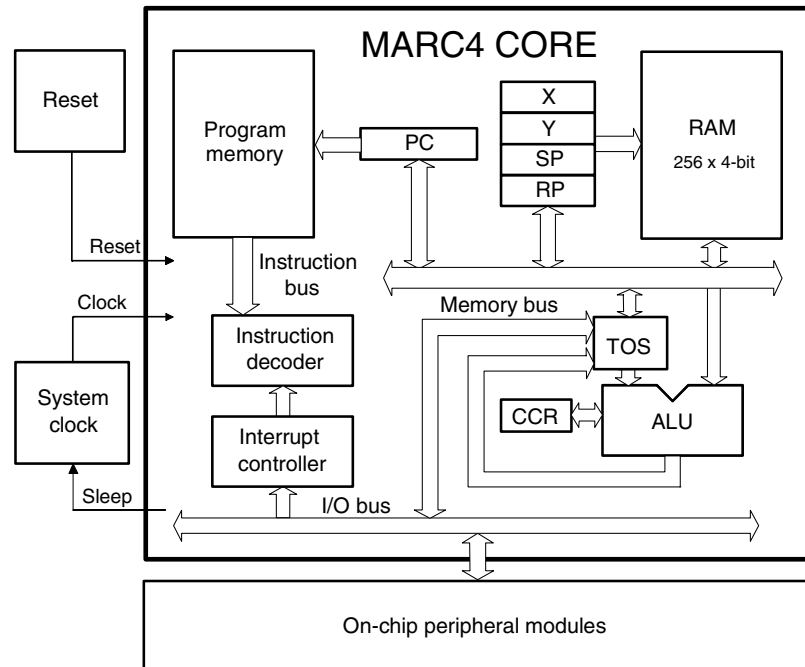 MARC4 CORE
Reset
Program
memory
PC
X
Y
SP
RP
RAM
256 x 4-bit
Reset
Instruction
bus
Clock
Memory bus
Instruction
decoder
TOS
System
clock
CCR
ALU
Interrupt
controller
Sleep
I/O bus
On-chip peripheral modules